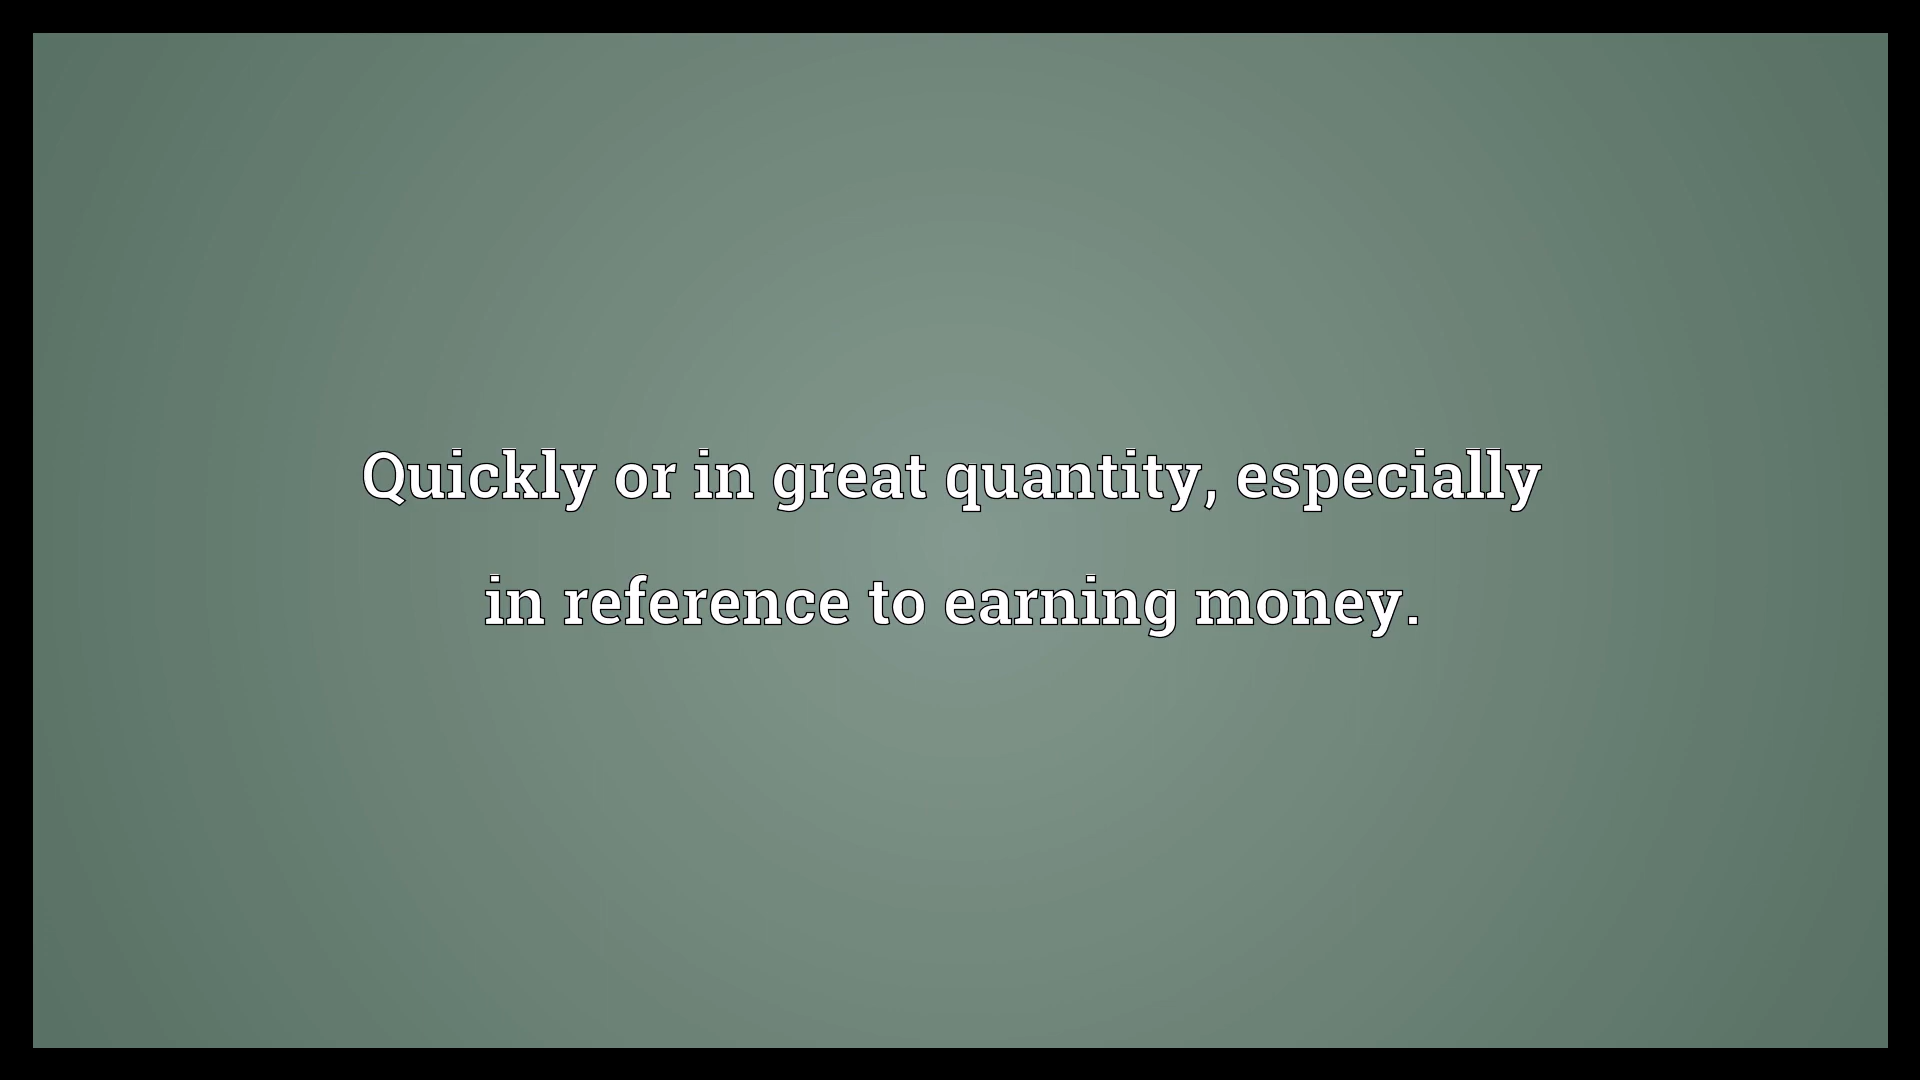 Quickly or in great quantity, especially
in reference to earning money.